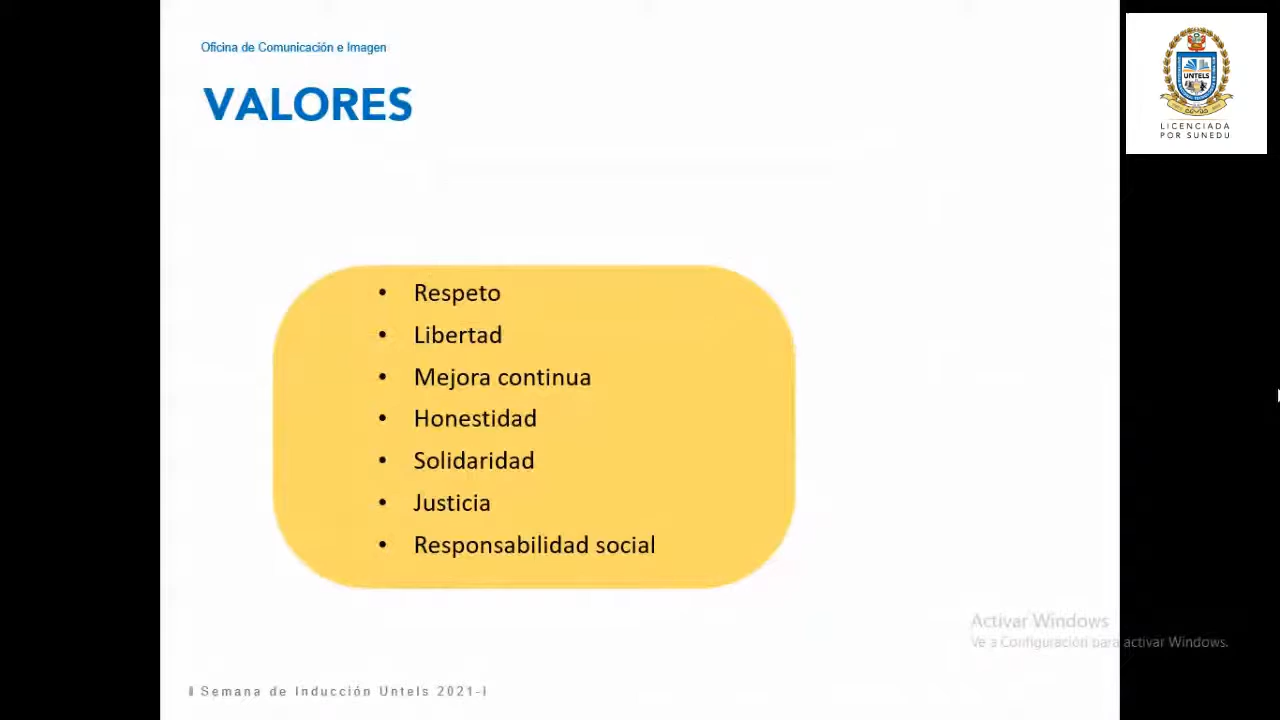 Oficina de Comunicación e Imagen
VALORES
UNTELS
LICENCIADA
POR SUNEDU
• Respeto
• Libertad
• Mejora continua
• Honestidad
• Solidaridad
• Justicia
• Responsabilidad social
Activar Windows
Ve a Configuración para activar Windows.
Semana de Inducción Untels 2021-I